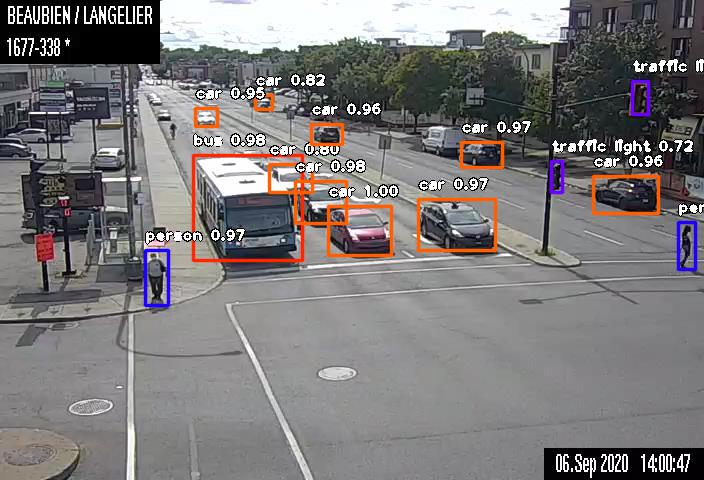 BEAUBIEN / LANGELIER
1677-338 *
car 0.82
car 0.95
car 0.96
traffic li
car 0.97
bus 0.98
car 0.80
traffic light 0.72
car 0.98
car 0.96
car 1.00
car 0.97
per
person 0.97
06.Sep 2020 14:00:47